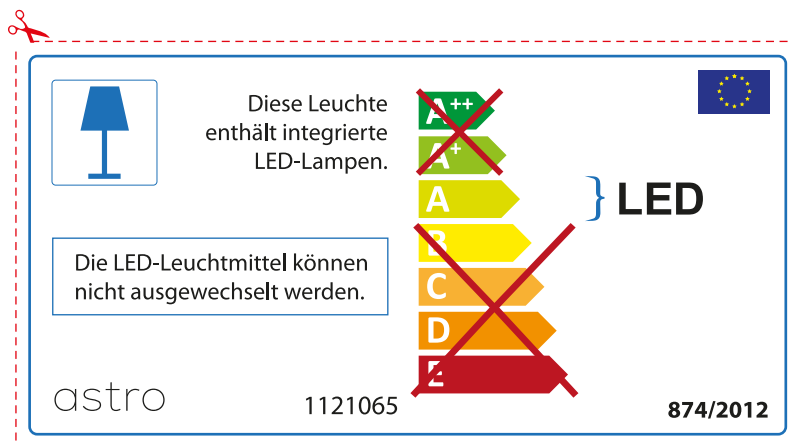 Diese Leuchte
enthält integrierte
LED-Lampen.
Die LED-Leuchtmittel können
nicht ausgewechselt werden.
A++
A+
A
B
C
D
E
LED
astro
1121065
874/2012